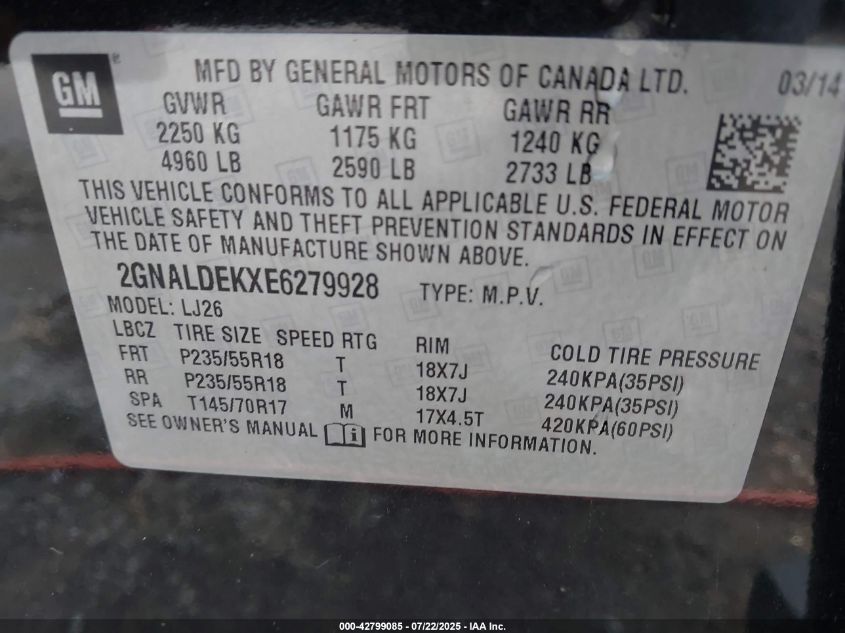 GM®
MFD BY GENERAL MOTORS OF CANADA LTD. 03/14
GVWR GAWR FRT GAWR RR
2250 KG 1175 KG 1240 KG
4960 LB 2590 LB 2733 LB
THIS VEHICLE CONFORMS TO ALL APPLICABLE U.S. FEDERAL MOTOR
VEHICLE SAFETY AND THEFT PREVENTION STANDARDS IN EFFECT ON
THE DATE OF MANUFACTURE SHOWN ABOVE.
2GNALDEKXE6279928 TYPE: M.P.V.
MODEL: LJ26
LBCZ TIRE SIZE SPEED RTG RIM COLD TIRE PRESSURE
FRT P235/55R18 T 18X7J 240KPA(35PSI)
RR P235/55R18 T 18X7J 240KPA(35PSI)
SPA T145/70R17 M 17X4.5T 420KPA(60PSI)
SEE OWNER'S MANUAL FOR MORE INFORMATION.
000-42799085 - 07/22/2025 - IAA Inc.